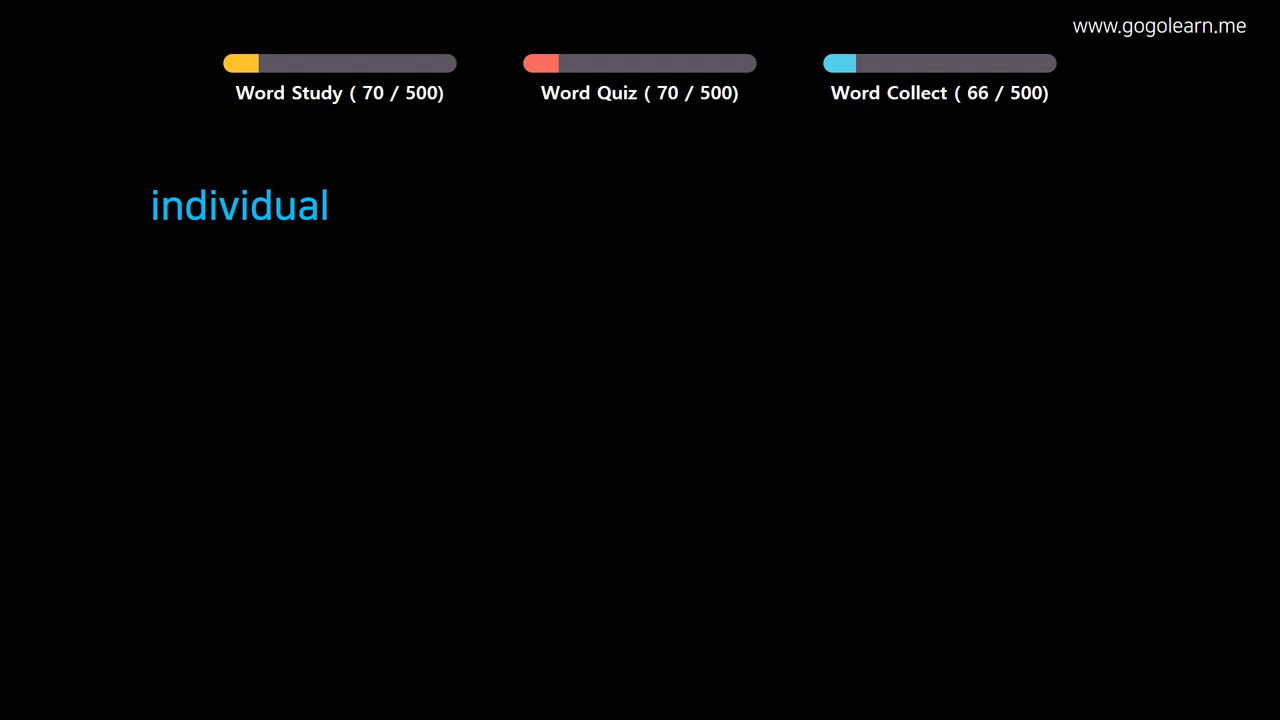 www.gogolearn.me
Word Study ( 70 / 500)
Word Quiz ( 70 / 500)
Word Collect ( 66 / 500)
individual